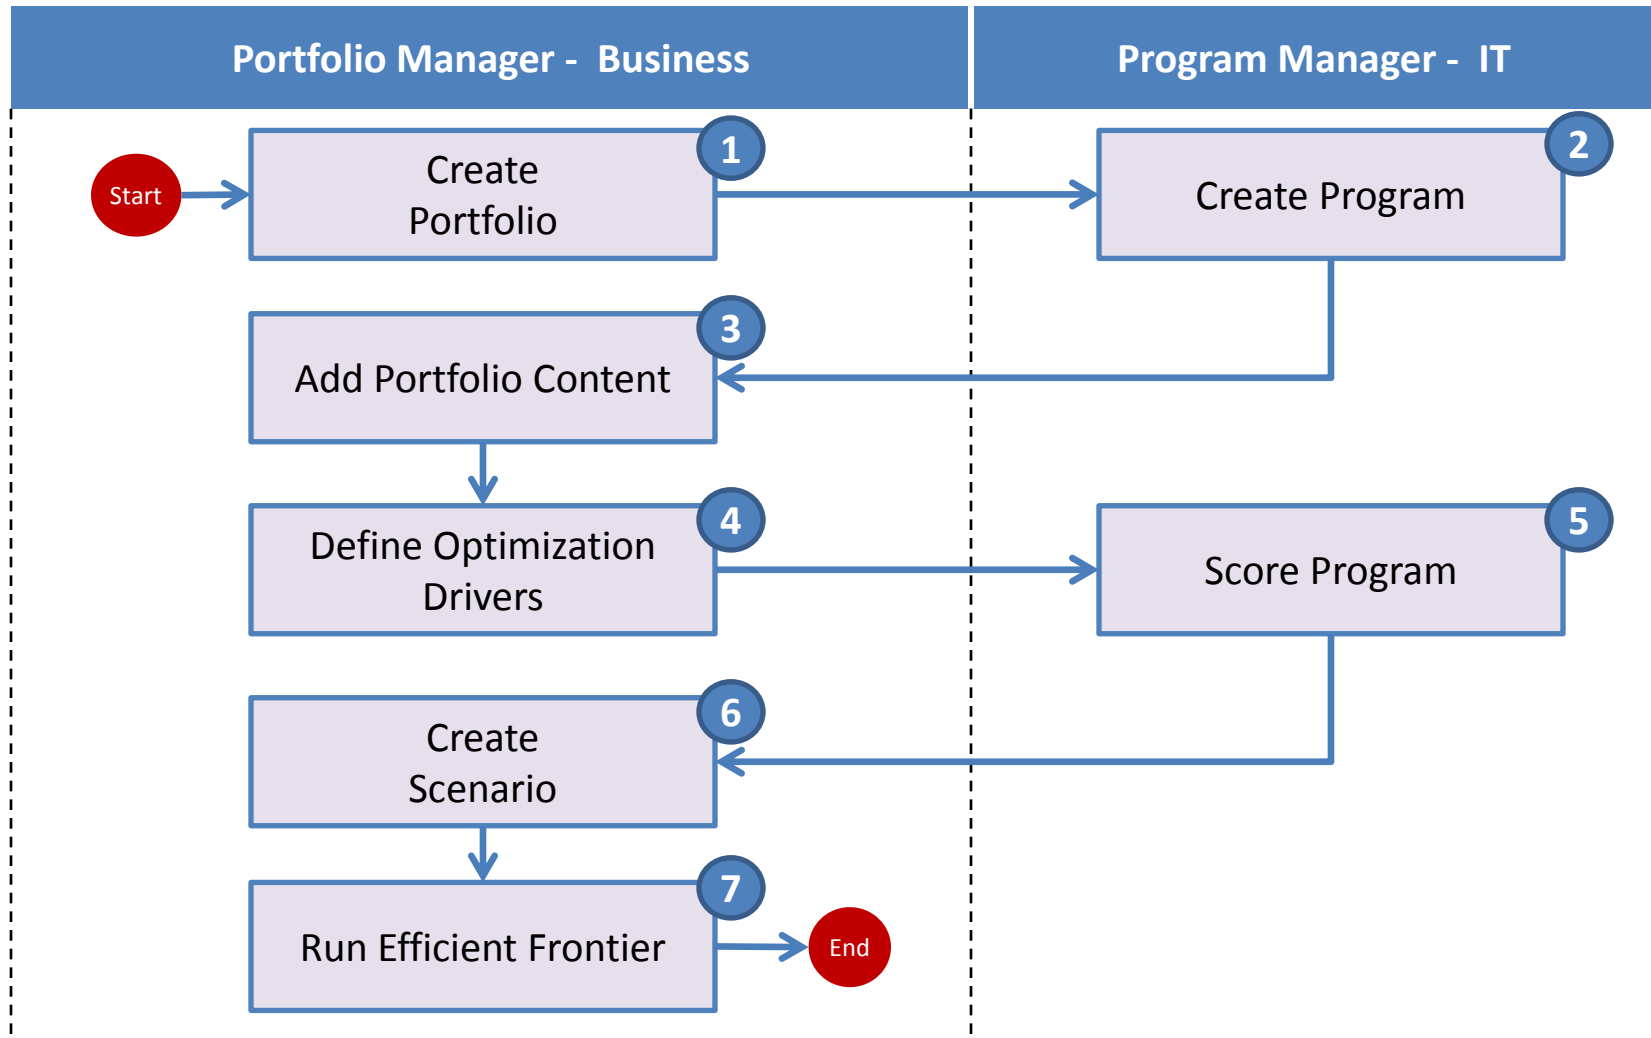 Portfolio Manager - Business
Program Manager - IT
Start
1
Create
Portfolio
2
Create Program
3
Add Portfolio Content
4
Define Optimization
Drivers
5
Score Program
6
Create
Scenario
7
Run Efficient Frontier
End